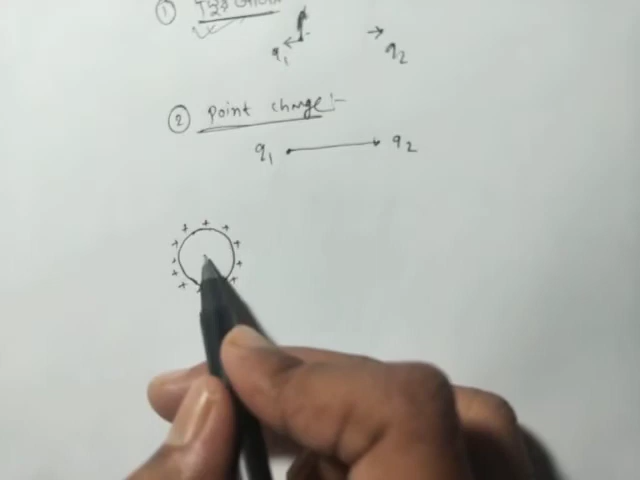 ①
q₁ q₂
② Point charge:-
q₁ q₂
+ + + + + + + + + + +